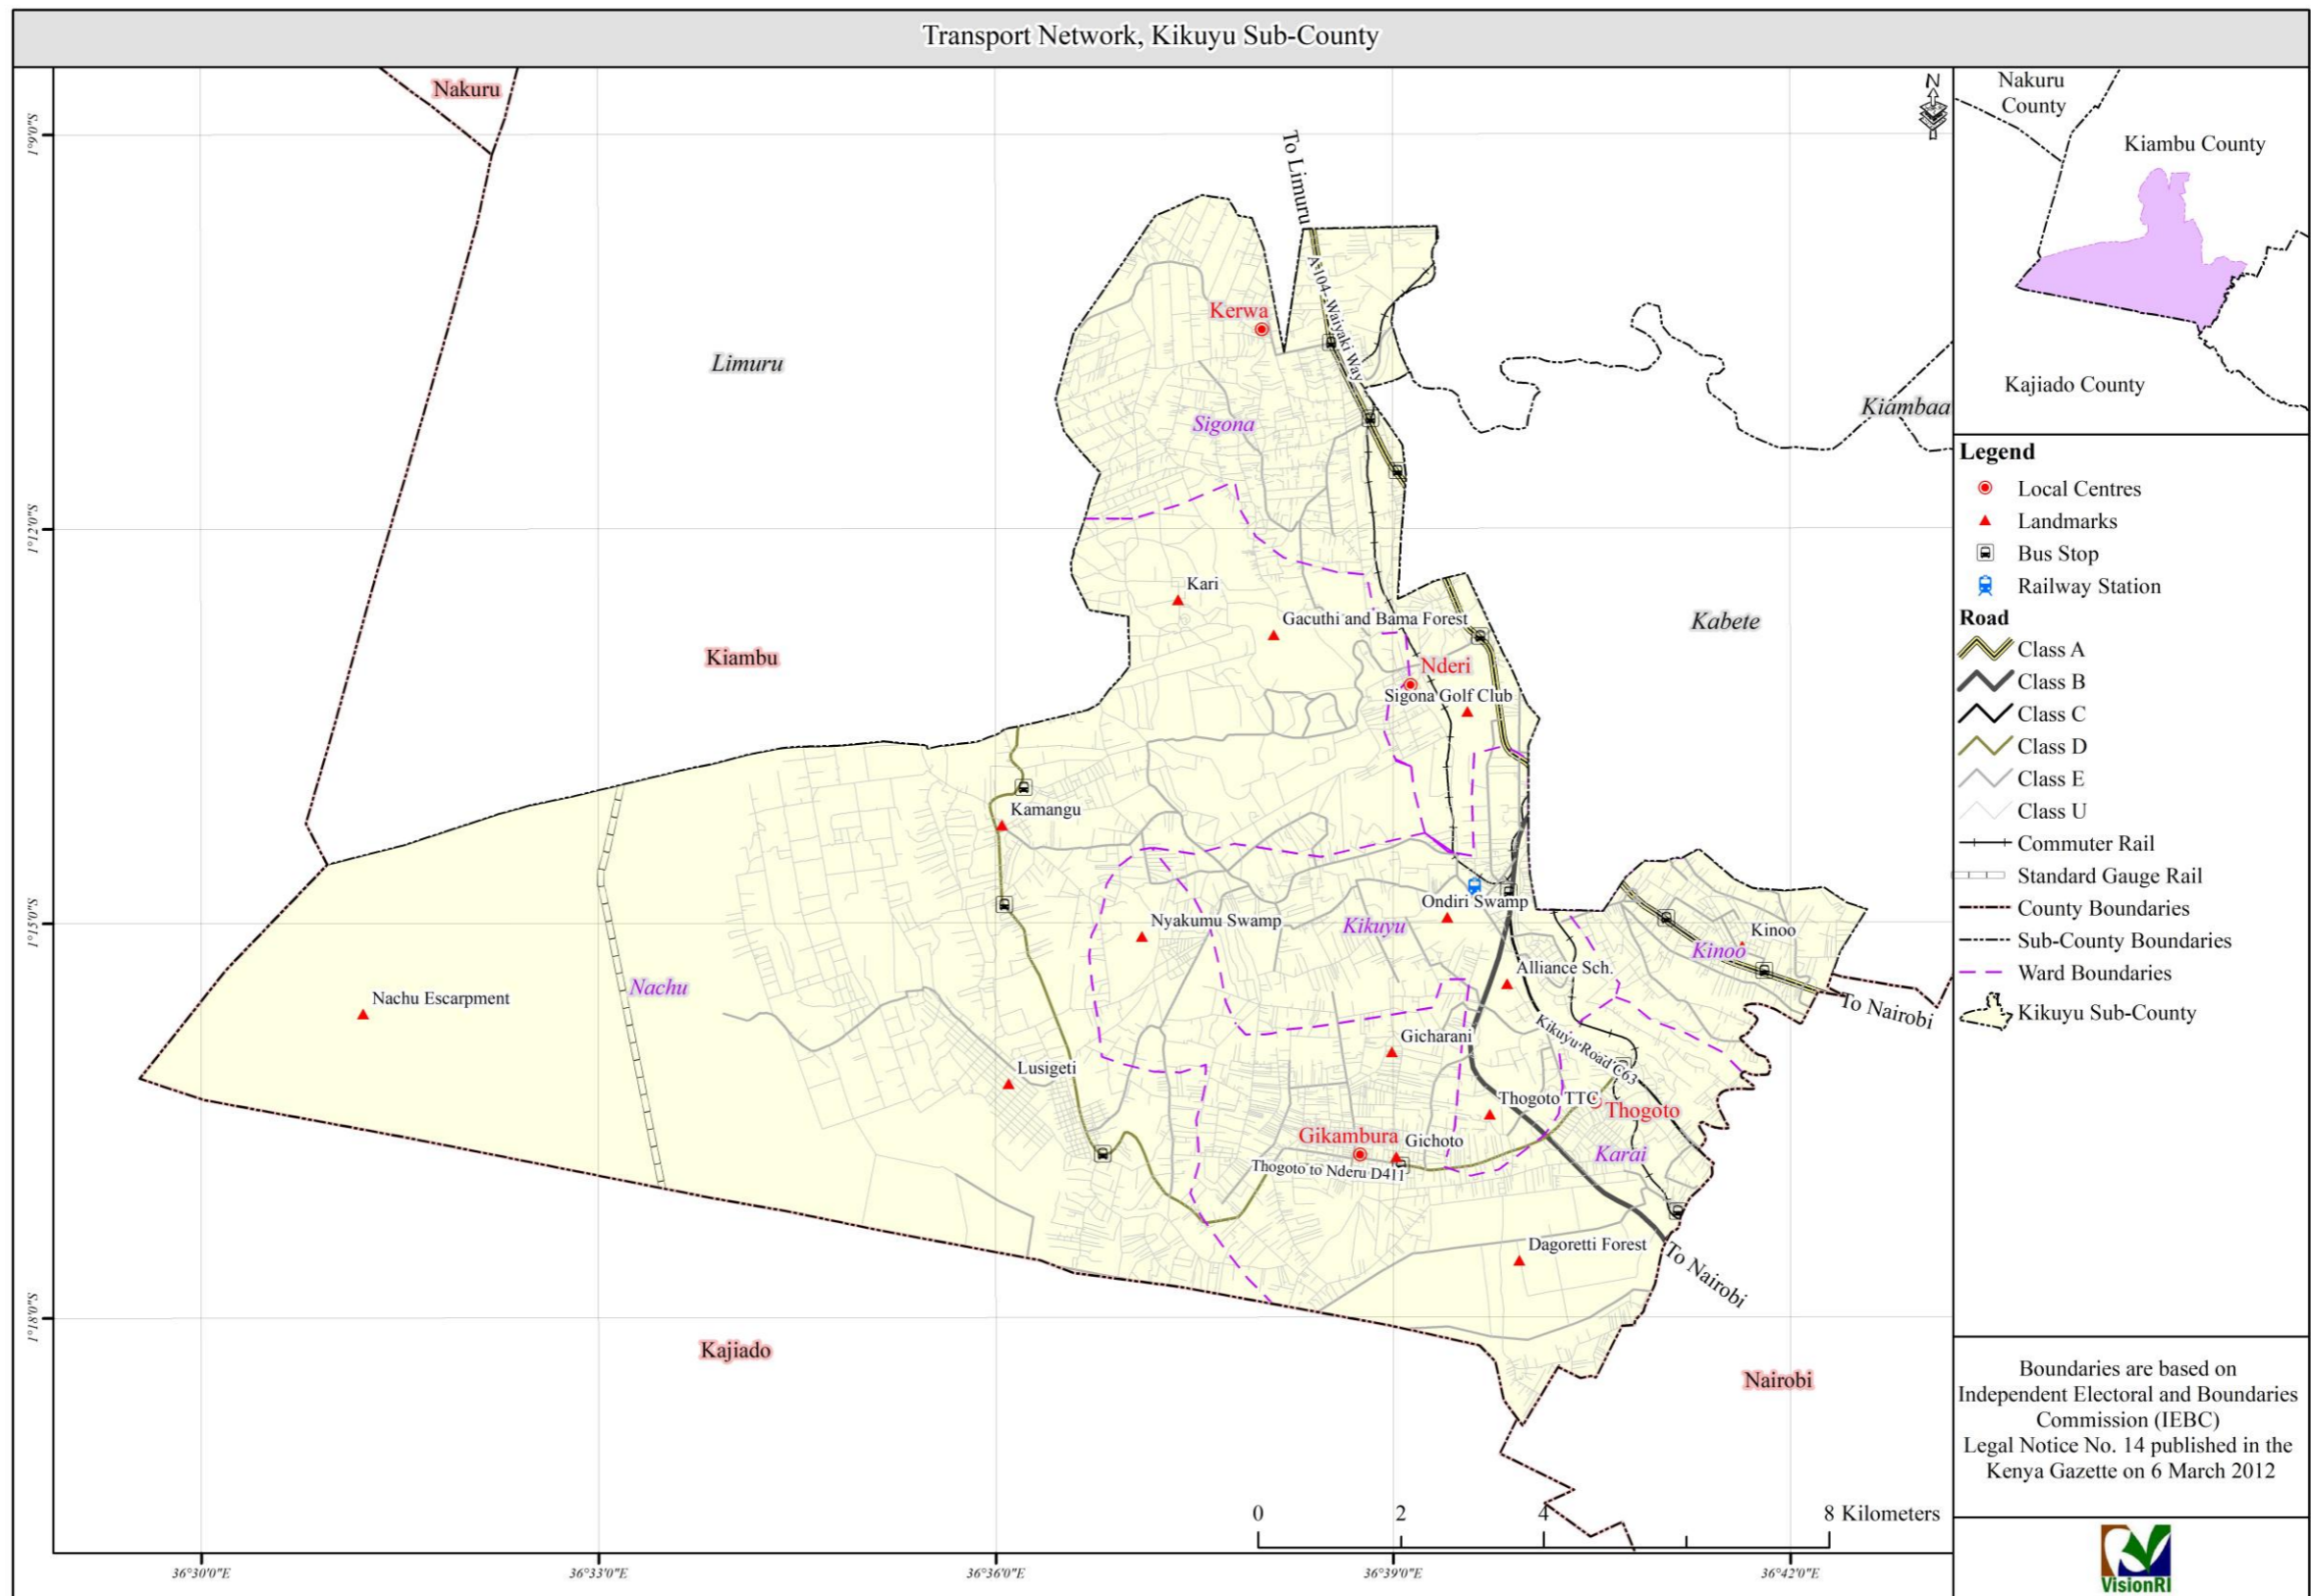 Transport Network, Kikuyu Sub-County
Nakuru
1°9'0"S
To Limuru
N
A-104-Waiyaki Way
Kerwa
Limuru
Sigona
Kiambaa
1°12'0"S
Kari
Gacuthi and Bama Forest
Kabete
Kiambu
Nderi
Sigona Golf Club
Kamangu
Ondiri Swamp
Nyakumu Swamp
Kikuyu
Kinoo
Kinoo
1°15'0"S
Alliance Sch.
Nachu
Nachu Escarpment
To Nairobi
Gicharani
Kikuyu Road C63
Lusigeti
Thogoto TTC
Thogoto
Gikambura
Gichoto
Karai
Thogoto to Nderu D411
Dagoretti Forest
To Nairobi
1°18'0"S
Kajiado
Nairobi
0 2 4 8 Kilometers
36°30'0"E 36°33'0"E 36°36'0"E 36°39'0"E 36°42'0"E
Nakuru
County
Kiambu County
Kajiado County
Legend
Local Centres
Landmarks
Bus Stop
Railway Station
Road
Class A
Class B
Class C
Class D
Class E
Class U
Commuter Rail
Standard Gauge Rail
County Boundaries
Sub-County Boundaries
Ward Boundaries
Kikuyu Sub-County
Boundaries are based on
Independent Electoral and Boundaries
Commission (IEBC)
Legal Notice No. 14 published in the
Kenya Gazette on 6 March 2012
VisionRI